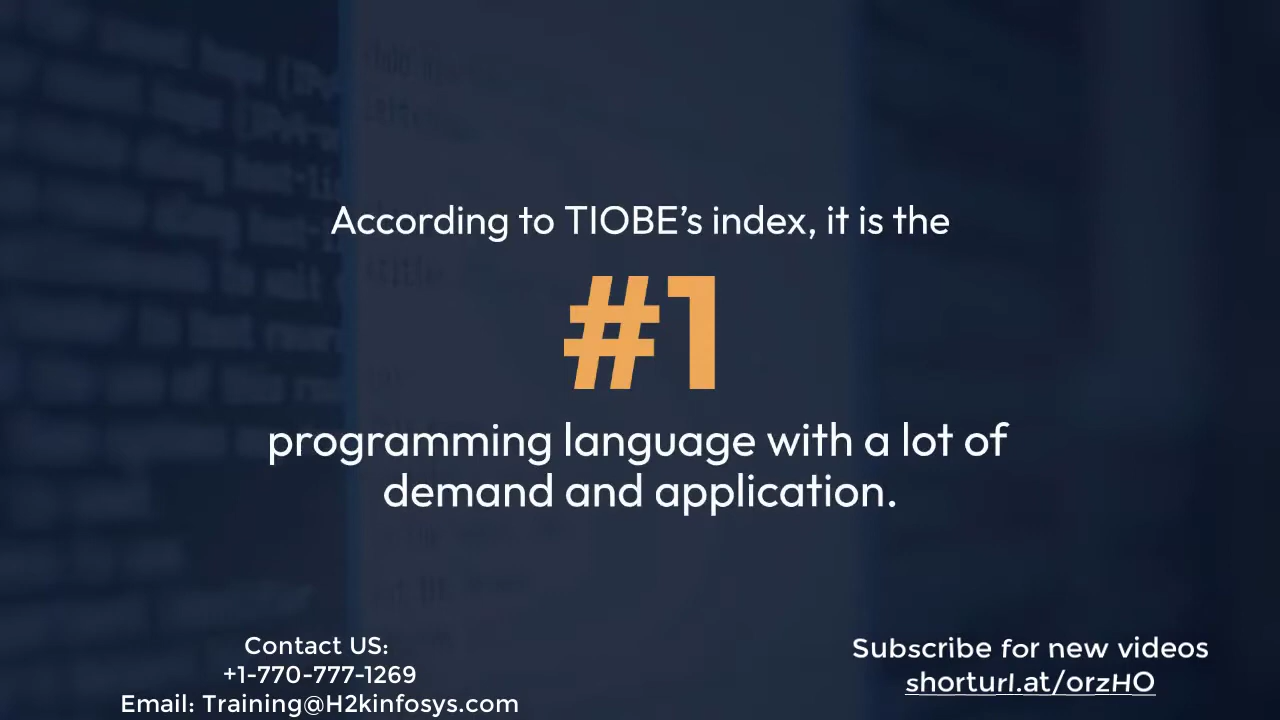 According to TIOBE’s index, it is the
#1
programming language with a lot of
demand and application.
Contact US:
+1-770-777-1269
Email: Training@H2kinfosys.com
Subscribe for new videos
shorturl.at/orzHO